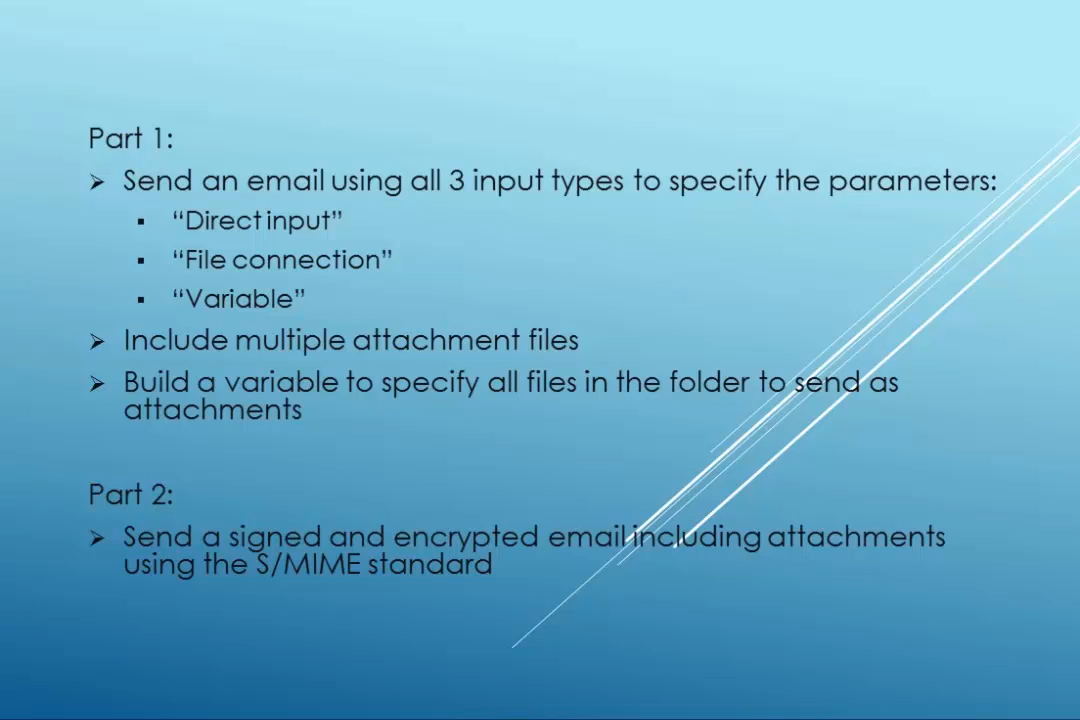 Part 1:
➢ Send an email using all 3 input types to specify the parameters:
▪ “Direct input”
▪ “File connection”
▪ “Variable”
➢ Include multiple attachment files
➢ Build a variable to specify all files in the folder to send as
attachments
Part 2:
➢ Send a signed and encrypted email including attachments
using the S/MIME standard